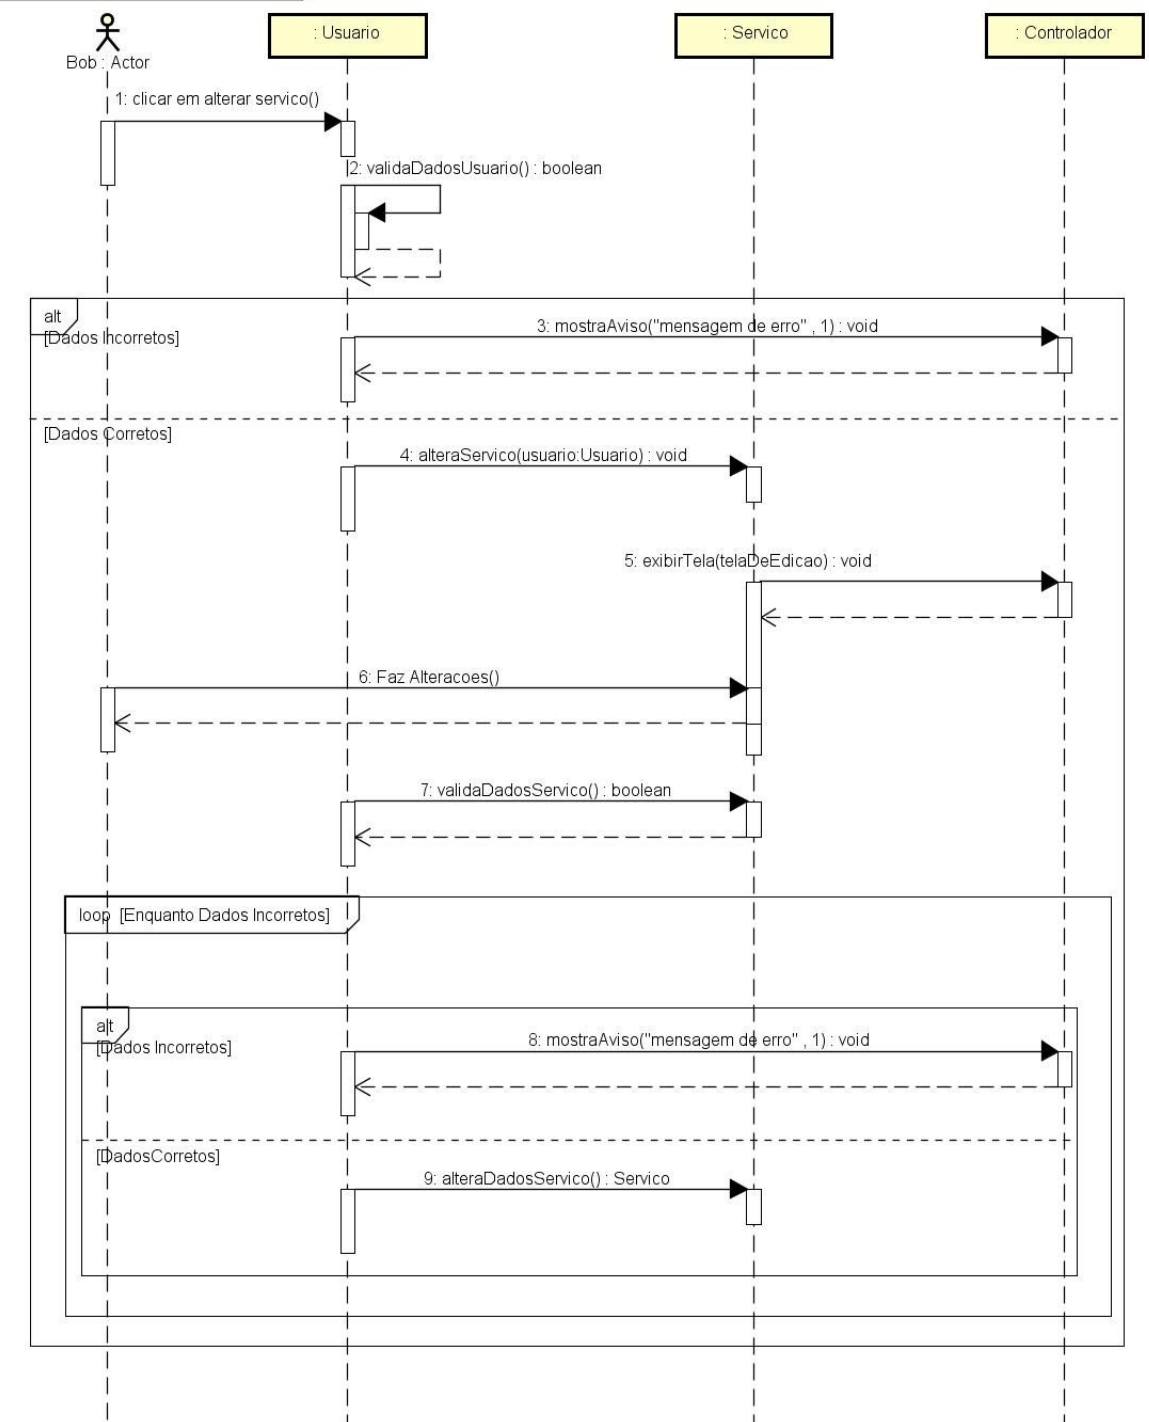 Bob : Actor
: Usuario
: Servico
: Controlador
1: clicar em alterar servico()
2: validaDadosUsuario() : boolean
alt
[Dados Incorretos]
3: mostraAviso("mensagem de erro" , 1) : void
[Dados Corretos]
4: alteraServico(usuario:Usuario) : void
5: exibirTela(telaDeEdicao) : void
6: Faz Alteracoes()
7: validaDadosServico() : boolean
loop [Enquanto Dados Incorretos]
alt
[Dados Incorretos]
8: mostraAviso("mensagem de erro" , 1) : void
[DadosCorretos]
9: alteraDadosServico() : Servico